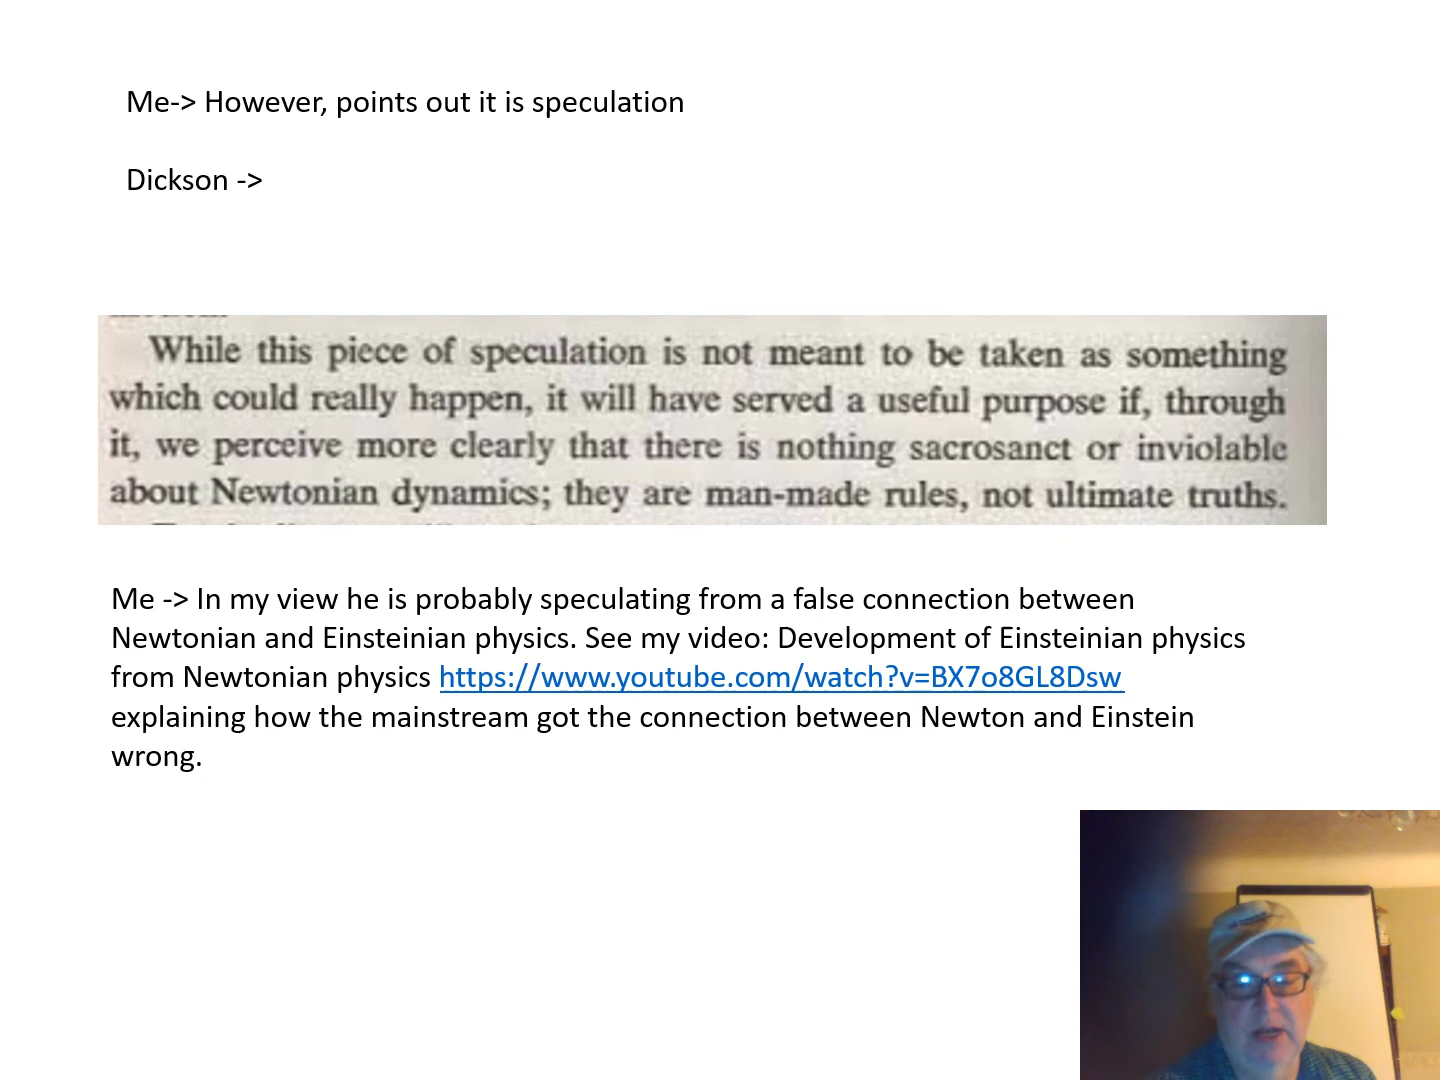 Me-> However, points out it is speculation
Dickson ->
While this piece of speculation is not meant to be taken as something
which could really happen, it will have served a useful purpose if, through
it, we perceive more clearly that there is nothing sacrosanct or inviolable
about Newtonian dynamics; they are man-made rules, not ultimate truths.
Me -> In my view he is probably speculating from a false connection between
Newtonian and Einsteinian physics. See my video: Development of Einsteinian physics
from Newtonian physics https://www.youtube.com/watch?v=BX7o8GL8Dsw
explaining how the mainstream got the connection between Newton and Einstein
wrong.